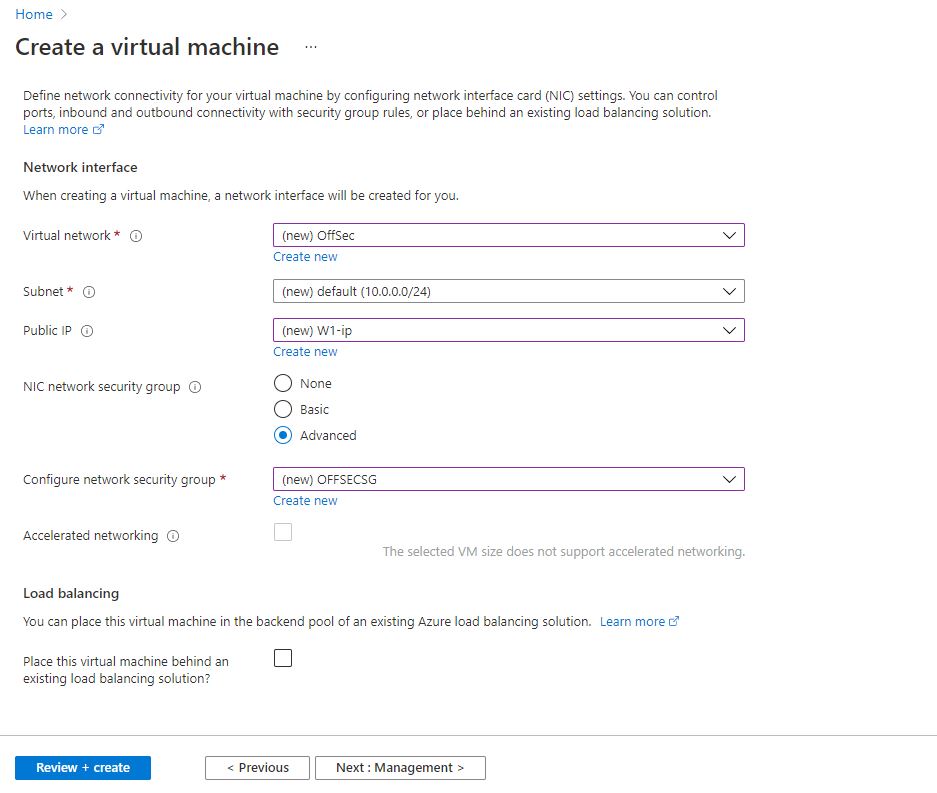 Home >
Create a virtual machine ...
Define network connectivity for your virtual machine by configuring network interface card (NIC) settings. You can control
ports, inbound and outbound connectivity with security group rules, or place behind an existing load balancing solution.
Learn more
Network interface
When creating a virtual machine, a network interface will be created for you.
Virtual network *
(new) OffSec
Create new
Subnet *
(new) default (10.0.0.0/24)
Public IP
(new) W1-ip
Create new
NIC network security group
None
Basic
Advanced
Configure network security group *
(new) OFFSECSG
Create new
Accelerated networking
The selected VM size does not support accelerated networking.
Load balancing
You can place this virtual machine in the backend pool of an existing Azure load balancing solution. Learn more
Place this virtual machine behind an
existing load balancing solution?
Review + create
< Previous
Next : Management >